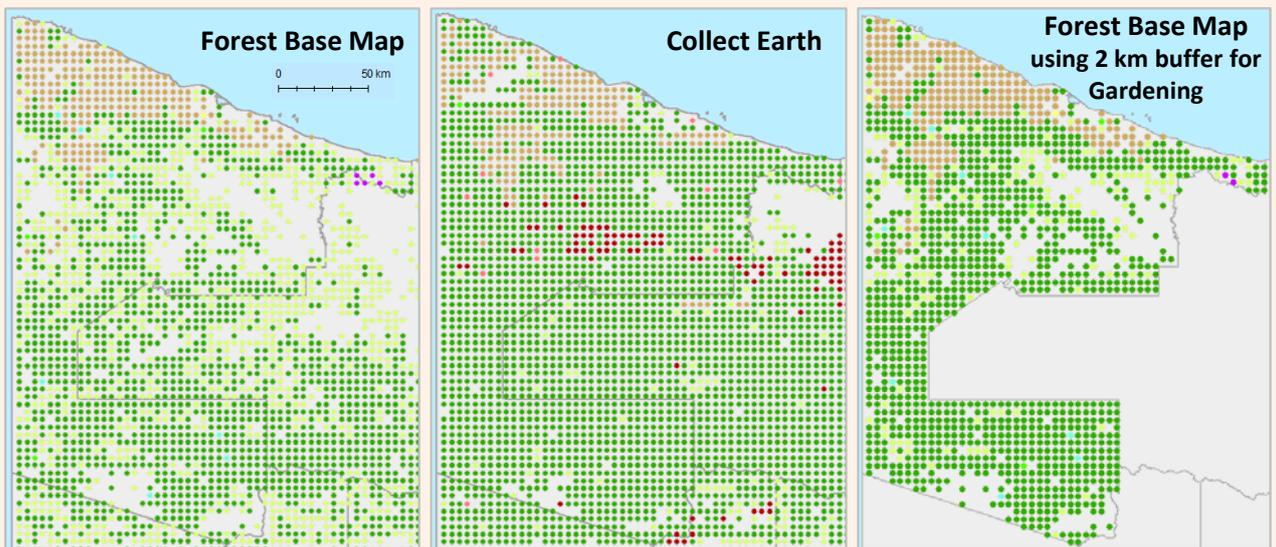 Forest Base Map
0 50 km
Collect Earth
Forest Base Map
using 2 km buffer for
Gardening